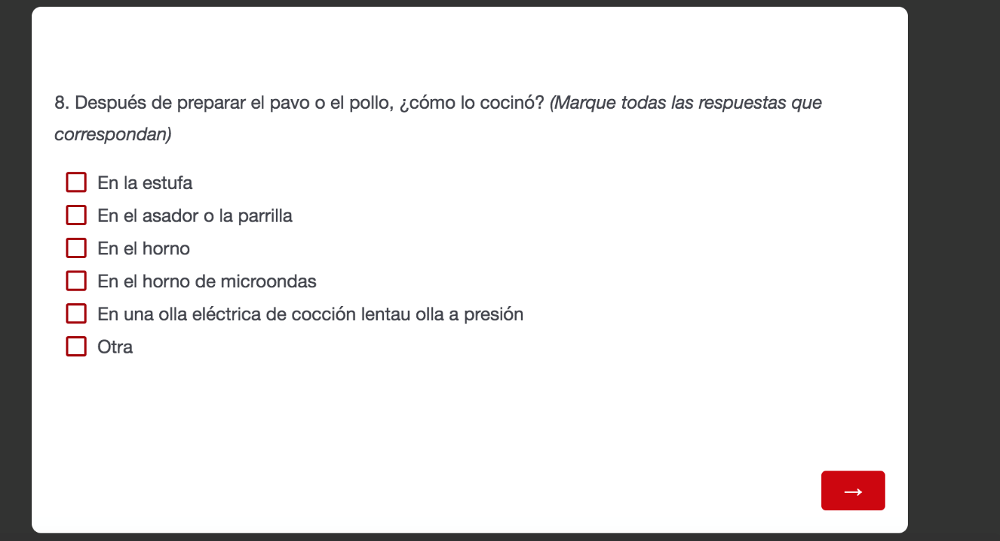 8. Después de preparar el pavo o el pollo, ¿cómo lo cocinó? (Marque todas las respuestas que
correspondan)
En la estufa
En el asador o la parrilla
En el horno
En el horno de microondas
En una olla eléctrica de cocción lentau olla a presión
Otra
→